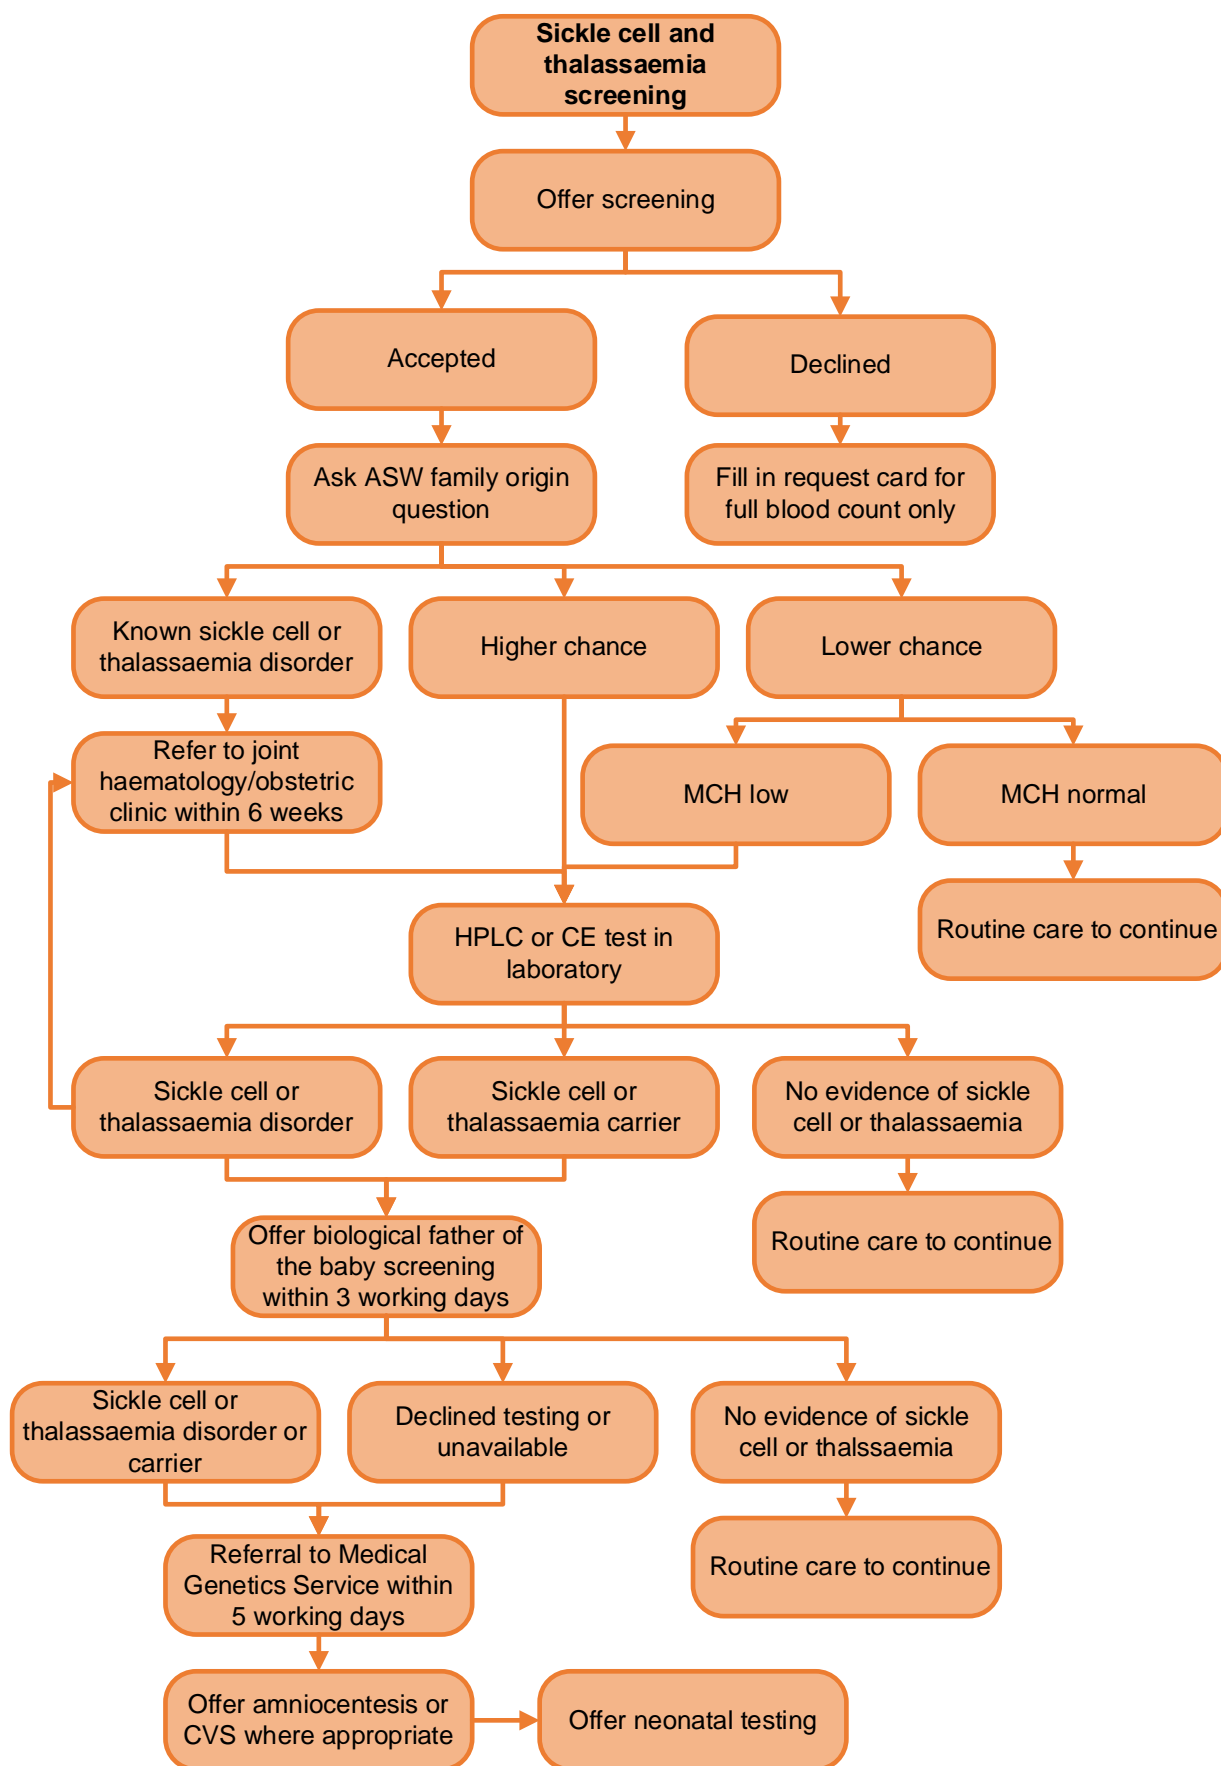 Sickle cell and
thalassaemia
screening
Offer screening
Accepted
Declined
Ask ASW family origin
question
Fill in request card for
full blood count only
Known sickle cell or
thalassaemia disorder
Higher chance
Lower chance
Refer to joint
haematology/obstetric
clinic within 6 weeks
MCH low
MCH normal
Routine care to continue
HPLC or CE test in
laboratory
Sickle cell or
thalassaemia disorder
Sickle cell or
thalassaemia carrier
No evidence of sickle
cell or thalassaemia
Routine care to continue
Offer biological father of
the baby screening
within 3 working days
Sickle cell or
thalassaemia disorder or
carrier
Declined testing or
unavailable
No evidence of sickle
cell or thalssaemia
Routine care to continue
Referral to Medical
Genetics Service within
5 working days
Offer amniocentesis or
CVS where appropriate
Offer neonatal testing